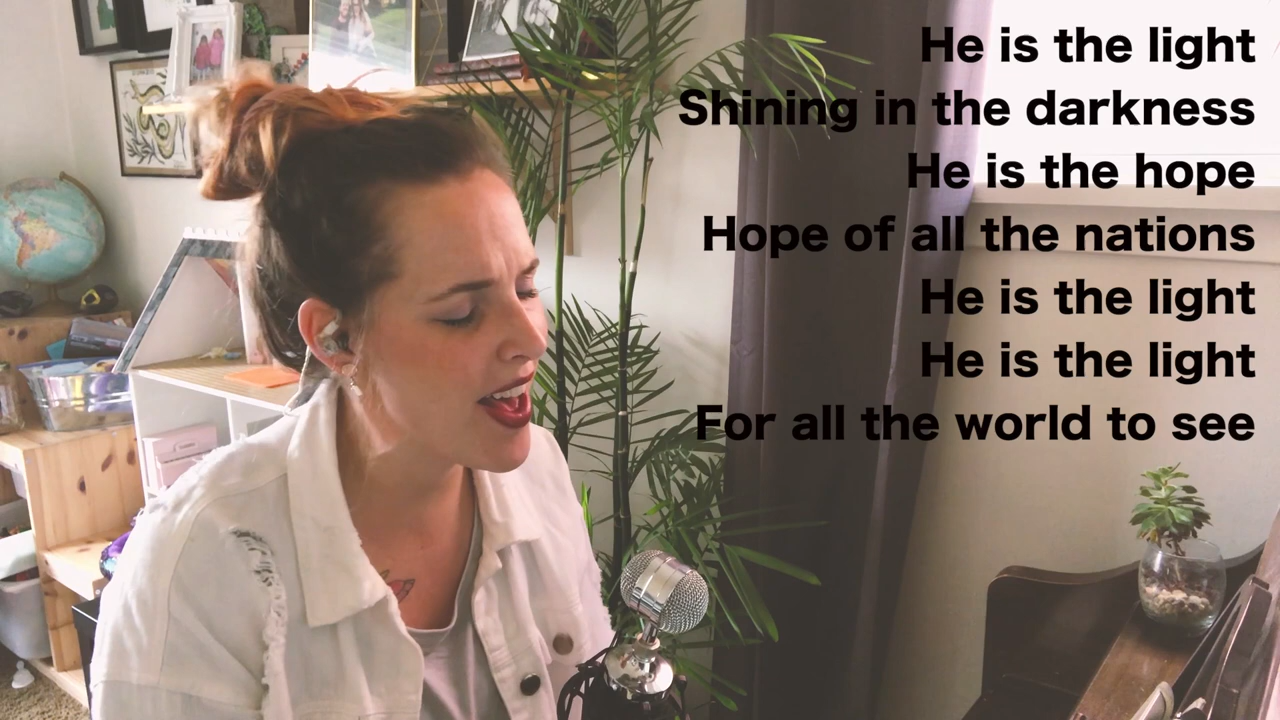 He is the light
Shining in the darkness
He is the hope
Hope of all the nations
He is the light
He is the light
For all the world to see